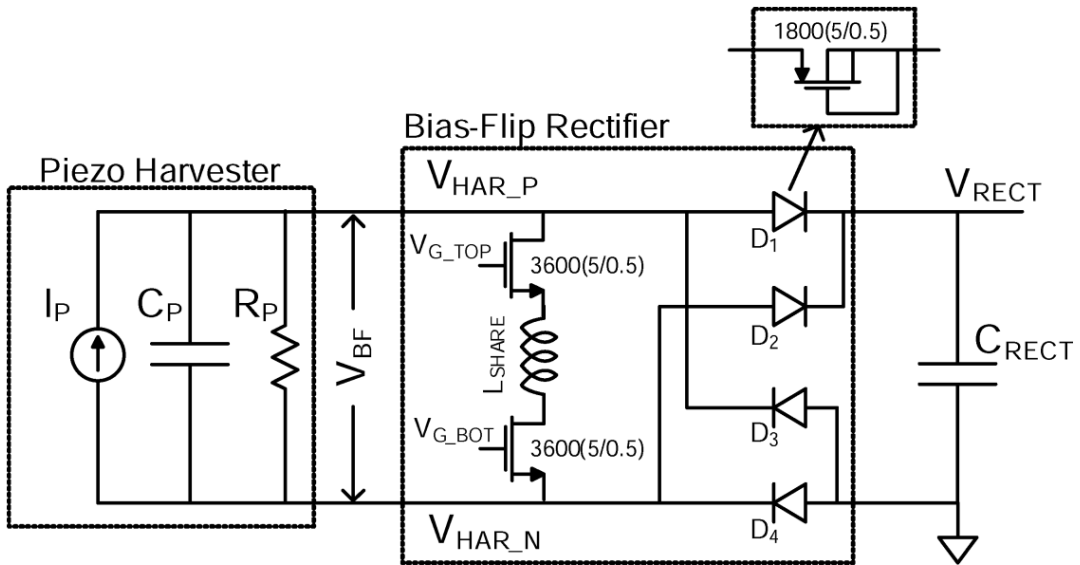 1800(5/0.5)
Bias-Flip Rectifier
Piezo Harvester
V_HAR_P
V_RECT
V_G_TOP
3600(5/0.5)
D_1
I_P
C_P
R_P
V_BF
L_SHARE
D_2
C_RECT
V_G_BOT
3600(5/0.5)
D_3
D_4
V_HAR_N